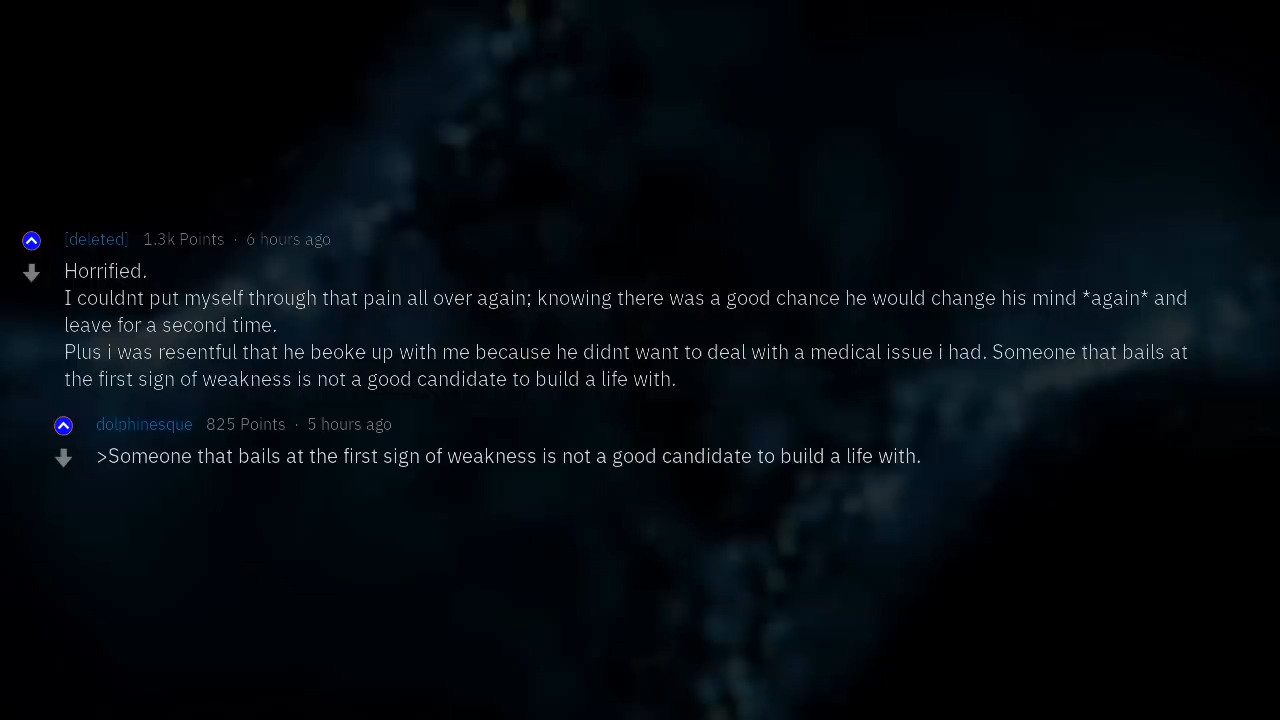 [deleted] 1.3k Points · 6 hours ago
Horrified.
I couldnt put myself through that pain all over again; knowing there was a good chance he would change his mind *again* and
leave for a second time.
Plus i was resentful that he beoke up with me because he didnt want to deal with a medical issue i had. Someone that bails at
the first sign of weakness is not a good candidate to build a life with.
dolphinesque 825 Points · 5 hours ago
>Someone that bails at the first sign of weakness is not a good candidate to build a life with.